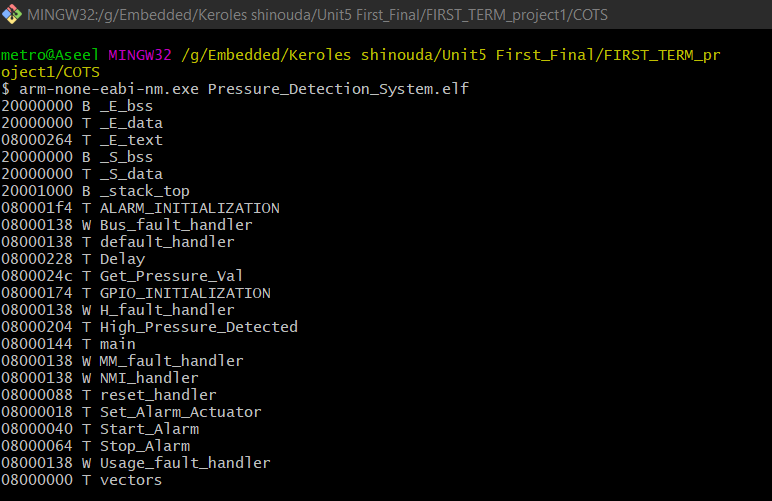 MINGW32:/g/Embedded/Keroles shinouda/Unit5 First_Final/FIRST_TERM_project1/COTS
metro@Aseel MINGW32 /g/Embedded/Keroles shinouda/Unit5 First_Final/FIRST_TERM_pr
oject1/COTS
$ arm-none-eabi-nm.exe Pressure_Detection_System.elf
20000000 B _E_bss
20000000 T _E_data
08000264 T _E_text
20000000 B _S_bss
20000000 T _S_data
20001000 B _stack_top
080001f4 T ALARM_INITIALIZATION
08000138 W Bus_fault_handler
08000138 T default_handler
08000228 T Delay
0800024c T Get_Pressure_Val
08000174 T GPIO_INITIALIZATION
08000138 W H_fault_handler
08000204 T High_Pressure_Detected
08000144 T main
08000138 W MM_fault_handler
08000138 W NMI_handler
08000088 T reset_handler
08000018 T Set_Alarm_Actuator
08000040 T Start_Alarm
08000064 T Stop_Alarm
08000138 W Usage_fault_handler
08000000 T vectors